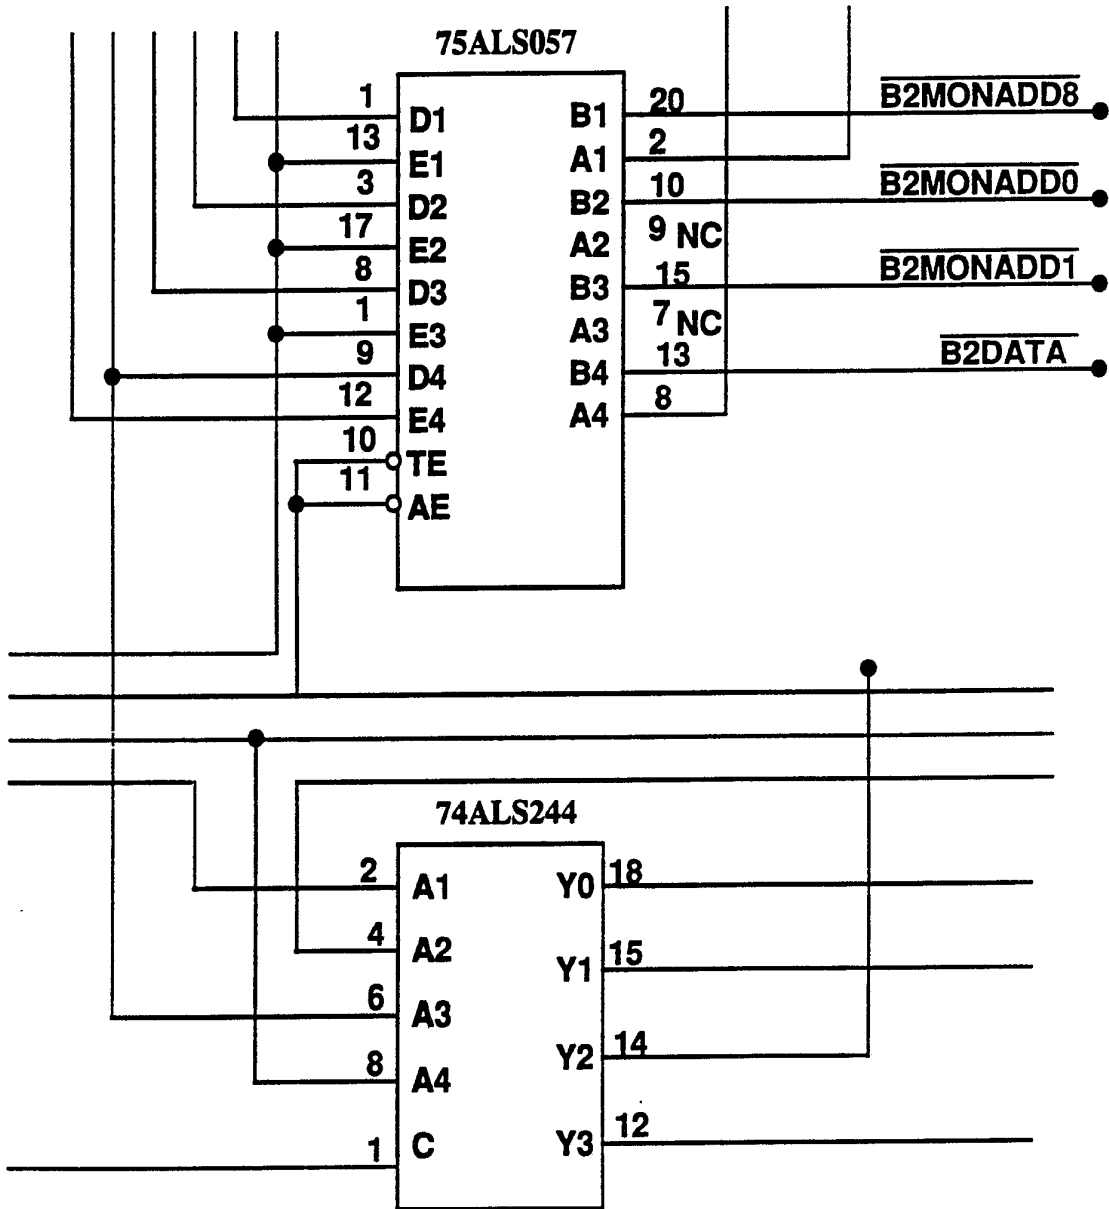 75ALS057
1 D1 B1 20 B2MONADD8
13 E1 A1 2
3 D2 B2 10 B2MONADD0
17 E2 A2 9 NC
8 D3 B3 15 B2MONADD1
1 E3 A3 7 NC
9 D4 B4 13 B2DATA
12 E4 A4 8
10 TE
11 AE
74ALS244
2 A1 Y0 18
4 A2 Y1 15
6 A3 Y2 14
8 A4 Y3 12
1 C